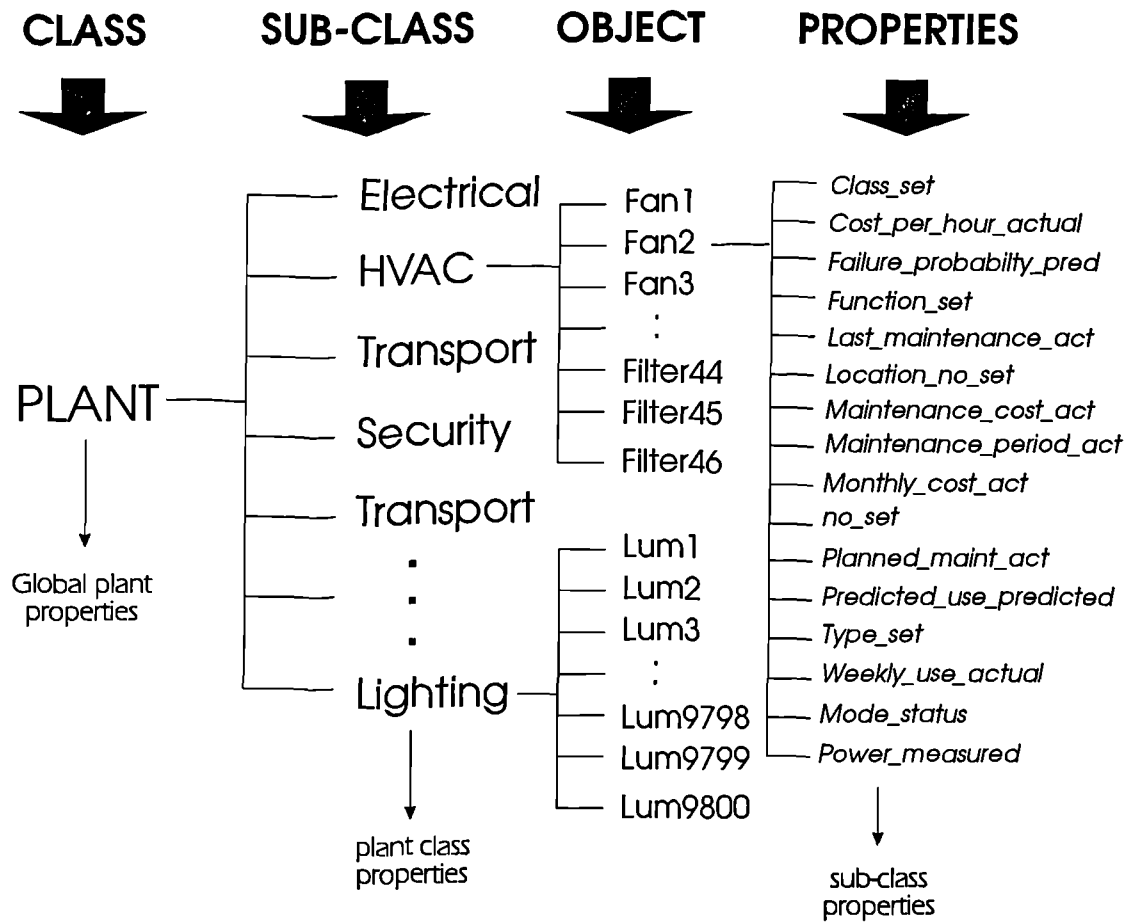 CLASS
SUB-CLASS
OBJECT
PROPERTIES
PLANT
Global plant
properties
Electrical
HVAC
Transport
Security
Transport
Lighting
plant class
properties
Fan1
Fan2
Fan3
Filter44
Filter45
Filter46
Lum1
Lum2
Lum3
Lum9798
Lum9799
Lum9800
Class_set
Cost_per_hour_actual
Failure_probabilty_pred
Function_set
Last_maintenance_act
Location_no_set
Maintenance_cost_act
Maintenance_period_act
Monthly_cost_act
no_set
Planned_maint_act
Predicted_use_predicted
Type_set
Weekly_use_actual
Mode_status
Power_measured
sub-class
properties